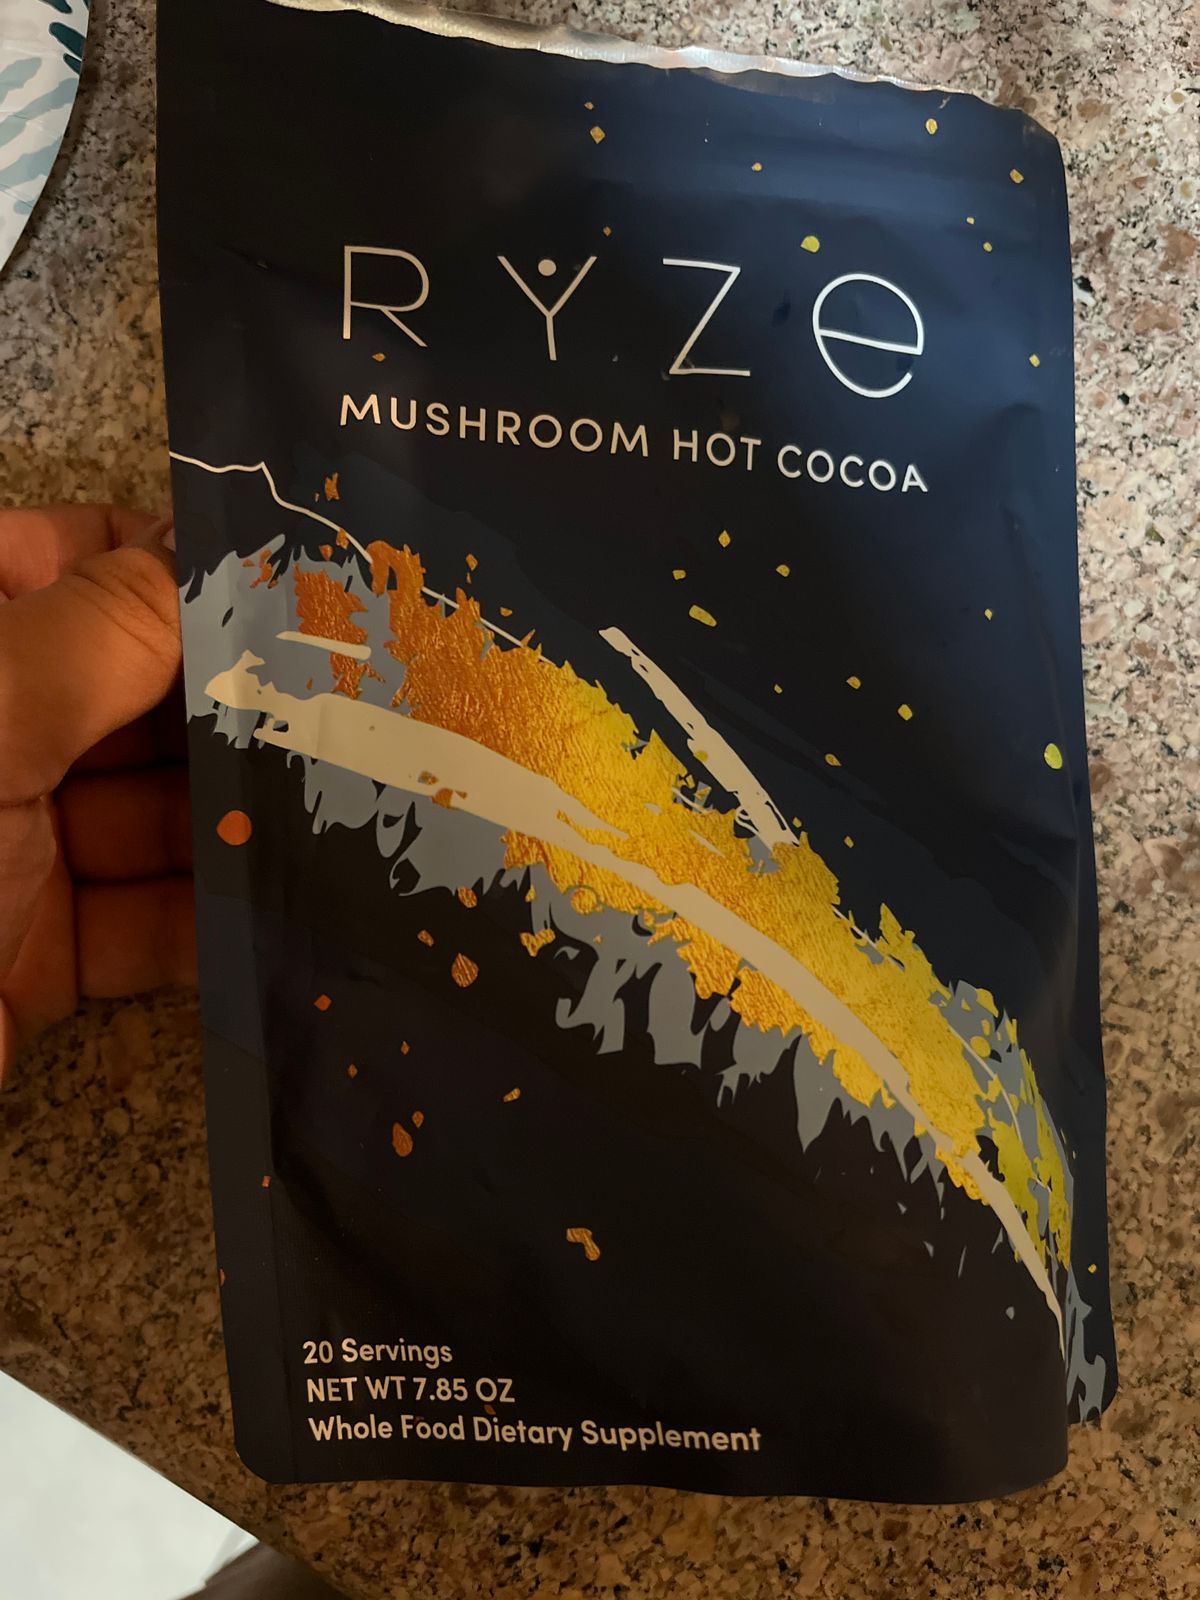 RYZe
MUSHROOM HOT COCOA
20 Servings
NET WT 7.85 OZ
Whole Food Dietary Supplement